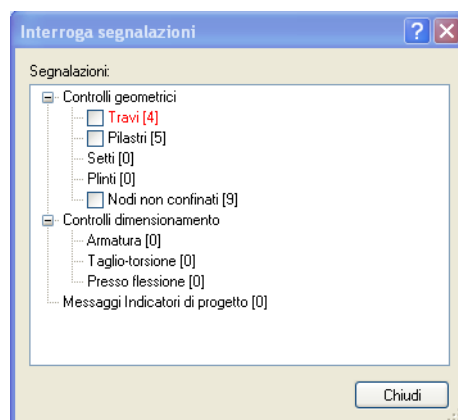 Interroga segnalazioni
Segnalazioni:
Controlli geometrici
Travi [4]
Pilastri [5]
Setti [0]
Plinti [0]
Nodi non confinati [9]
Controlli dimensionamento
Armatura [0]
Taglio-torsione [0]
Presso flessione [0]
Messaggi Indicatori di progetto [0]
Chiudi